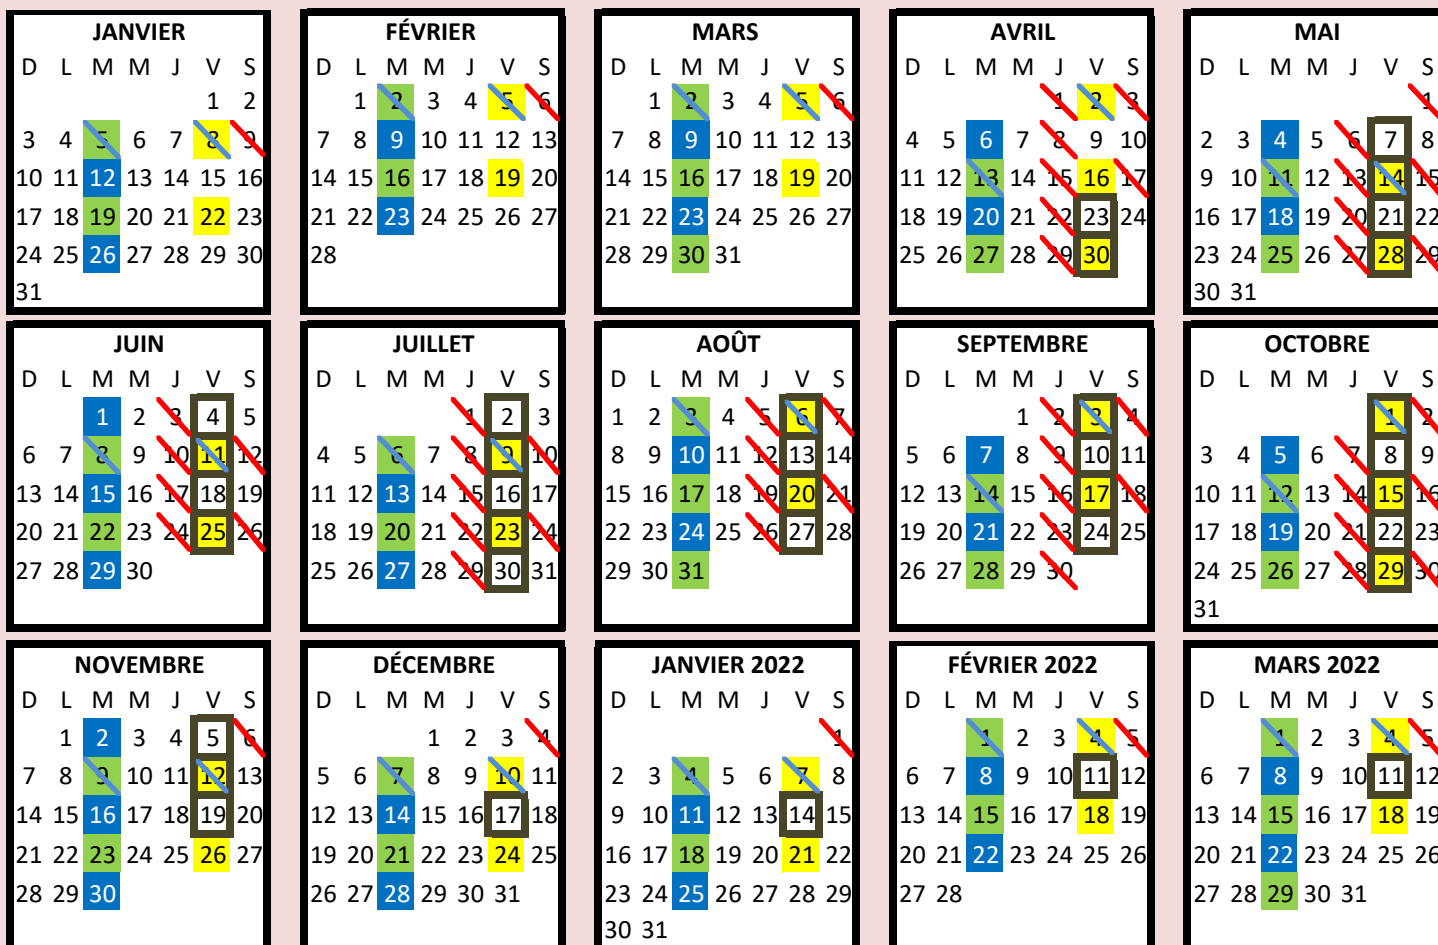 JANVIER
D L M M J V S
1 2
3 4 5 6 7 8 9
10 11 12 13 14 15 16
17 18 19 20 21 22 23
24 25 26 27 28 29 30
31
FÉVRIER
D L M M J V S
1 2 3 4 5 6
7 8 9 10 11 12 13
14 15 16 17 18 19 20
21 22 23 24 25 26 27
28
MARS
D L M M J V S
1 2 3 4 5 6
7 8 9 10 11 12 13
14 15 16 17 18 19 20
21 22 23 24 25 26 27
28 29 30 31
AVRIL
D L M M J V S
1 2 3
4 5 6 7 8 9 10
11 12 13 14 15 16 17
18 19 20 21 22 23 24
25 26 27 28 29 30
MAI
D L M M J V S
1
2 3 4 5 6 7 8
9 10 11 12 13 14 15
16 17 18 19 20 21 22
23 24 25 26 27 28 29
30 31
JUIN
D L M M J V S
1 2 3 4 5
6 7 8 9 10 11 12
13 14 15 16 17 18 19
20 21 22 23 24 25 26
27 28 29 30
JUILLET
D L M M J V S
1 2 3
4 5 6 7 8 9 10
11 12 13 14 15 16 17
18 19 20 21 22 23 24
25 26 27 28 29 30 31
AOÛT
D L M M J V S
1 2 3 4 5 6 7
8 9 10 11 12 13 14
15 16 17 18 19 20 21
22 23 24 25 26 27 28
29 30 31
SEPTEMBRE
D L M M J V S
1 2 3 4
5 6 7 8 9 10 11
12 13 14 15 16 17 18
19 20 21 22 23 24 25
26 27 28 29 30
OCTOBRE
D L M M J V S
1 2
3 4 5 6 7 8 9
10 11 12 13 14 15 16
17 18 19 20 21 22 23
24 25 26 27 28 29 30
31
NOVEMBRE
D L M M J V S
1 2 3 4 5 6
7 8 9 10 11 12 13
14 15 16 17 18 19 20
21 22 23 24 25 26 27
28 29 30
DÉCEMBRE
D L M M J V S
1 2 3 4
5 6 7 8 9 10 11
12 13 14 15 16 17 18
19 20 21 22 23 24 25
26 27 28 29 30 31
JANVIER 2022
D L M M J V S
1
2 3 4 5 6 7 8
9 10 11 12 13 14 15
16 17 18 19 20 21 22
23 24 25 26 27 28 29
30 31
FÉVRIER 2022
D L M M J V S
1 2 3 4 5
6 7 8 9 10 11 12
13 14 15 16 17 18 19
20 21 22 23 24 25 26
27 28
MARS 2022
D L M M J V S
1 2 3 4 5
6 7 8 9 10 11 12
13 14 15 16 17 18 19
20 21 22 23 24 25 26
27 28 29 30 31